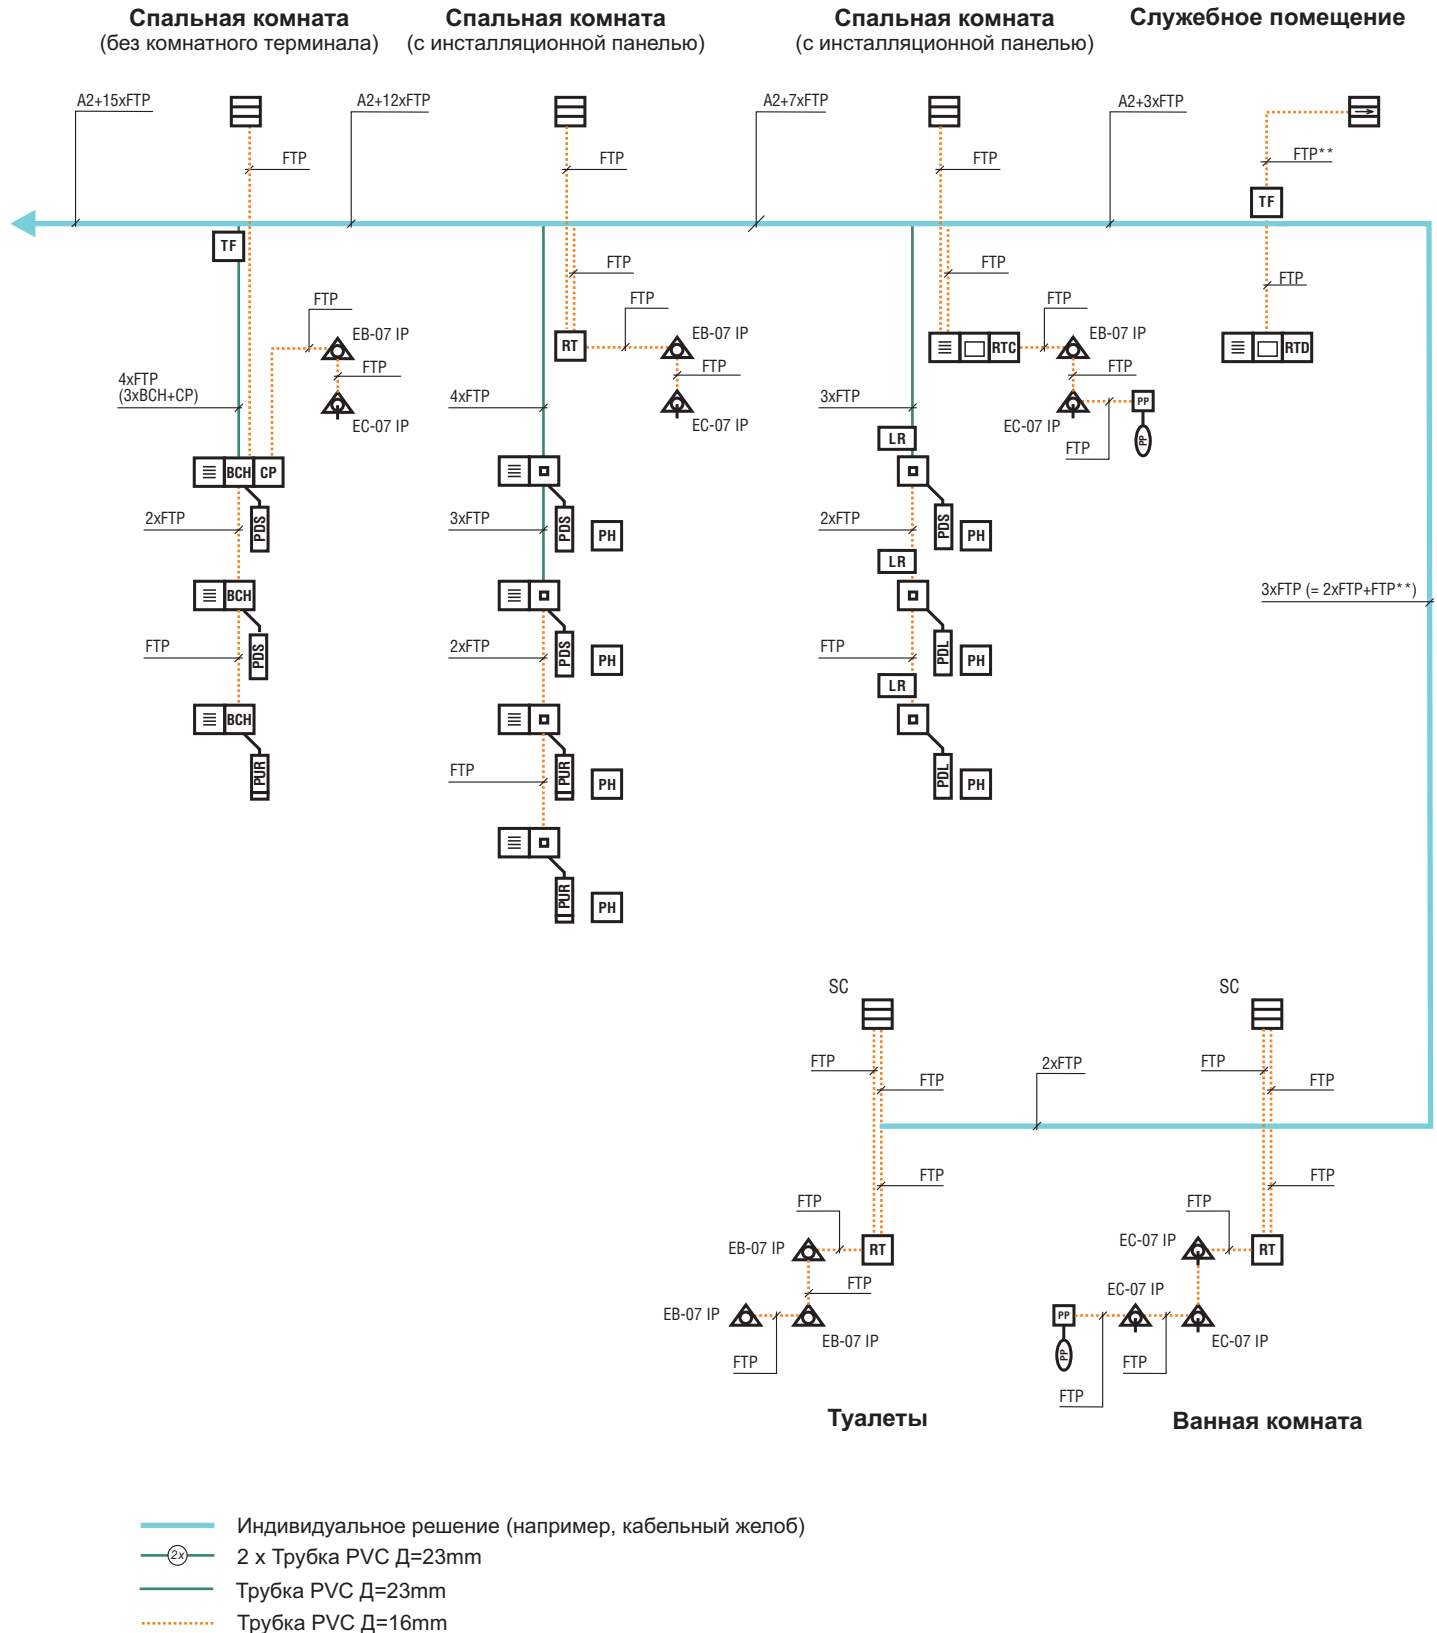 Спальная комната
(без комнатного терминала)
Спальная комната
(с инсталляционной панелью)
Спальная комната
(с инсталляционной панелью)
Служебное помещение
A2+15xFTP
A2+12xFTP
A2+7xFTP
A2+3xFTP
FTP
FTP
FTP
FTP**
TF
TF
FTP
FTP
FTP
FTP
FTP
FTP
EB-07 IP
EB-07 IP
EB-07 IP
RT
RTC
RTD
FTP
FTP
FTP
4xFTP
(3xBCH+CP)
4xFTP
3xFTP
EC-07 IP
EC-07 IP
EC-07 IP
PP
PP
FTP
LR
BCH
CP
2xFTP
PDS
3xFTP
PDS
PH
2xFTP
PDS
PH
LR
BCH
3xFTP (= 2xFTP+FTP**)
FTP
PDS
2xFTP
PDS
PH
FTP
PDL
PH
LR
BCH
PUR
FTP
PUR
PH
PDL
PH
PUR
PH
SC
SC
FTP
FTP
2xFTP
FTP
FTP
FTP
FTP
FTP
FTP
EB-07 IP
RT
EC-07 IP
RT
FTP
EB-07 IP
EB-07 IP
FTP
EC-07 IP
PP
PP
EC-07 IP
FTP
FTP
Туалеты
Ванная комната
Индивидуальное решение (например, кабельный желоб)
2x
2 x Трубка PVC Д=23mm
Трубка PVC Д=23mm
Трубка PVC Д=16mm